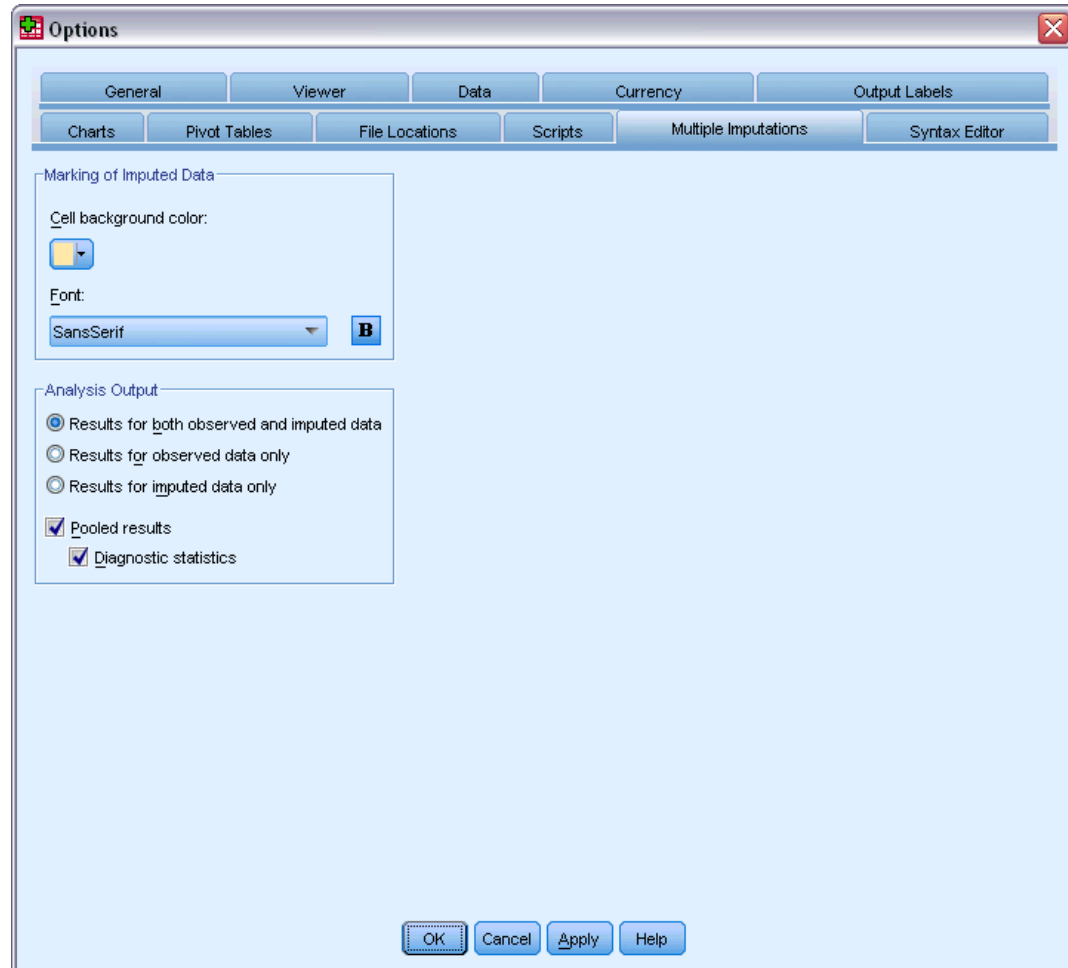 Options
General Viewer Data Currency Output Labels
Charts Pivot Tables File Locations Scripts Multiple Imputations Syntax Editor
Marking of Imputed Data
Cell background color:
Font:
SansSerif B
Analysis Output
Results for both observed and imputed data
Results for observed data only
Results for imputed data only
Pooled results
Diagnostic statistics
OK Cancel Apply Help